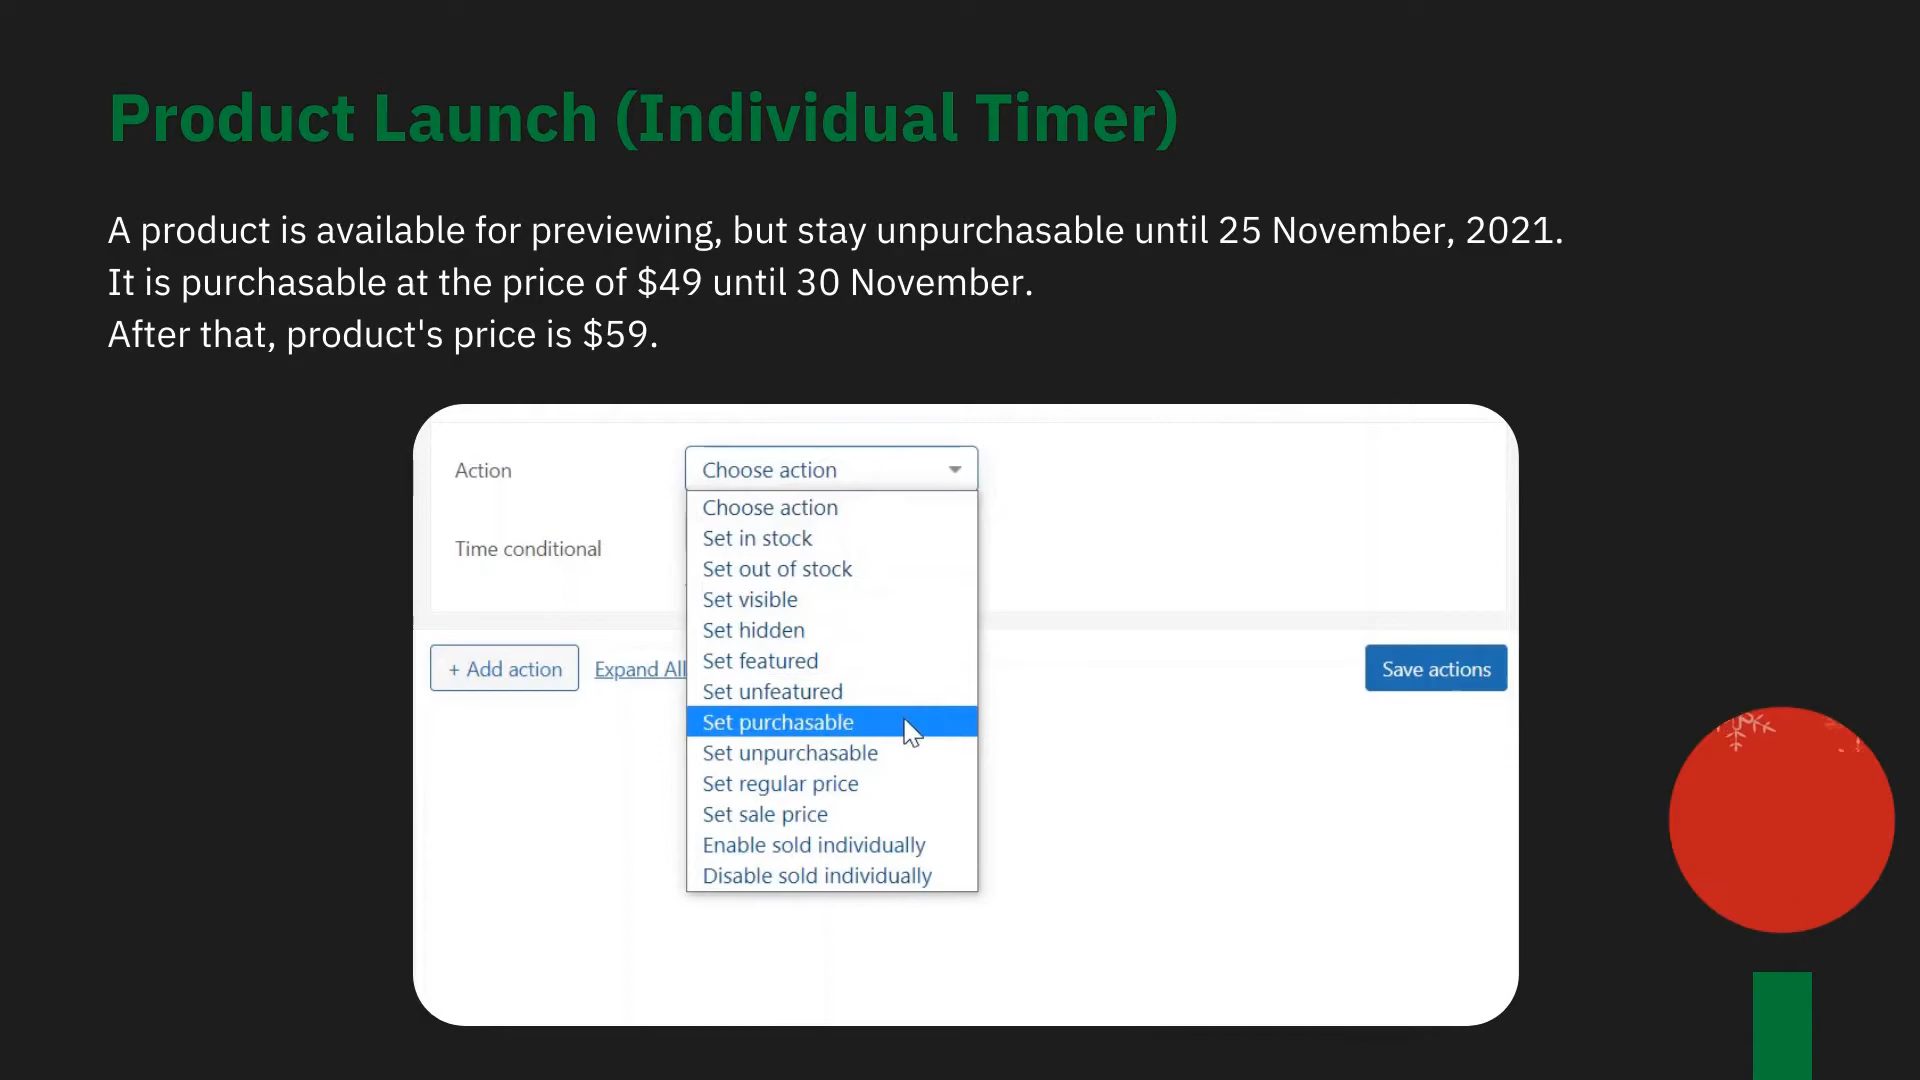 Product Launch (Individual Timer)
A product is available for previewing, but stay unpurchasable until 25 November, 2021.
It is purchasable at the price of $49 until 30 November.
After that, product's price is $59.
Action
Choose action
Choose action
Set in stock
Time conditional
Set out of stock
Set visible
Set hidden
Set featured
+ Add action
Expand All
Save actions
Set unfeatured
Set purchasable
Set unpurchasable
Set regular price
Set sale price
Enable sold individually
Disable sold individually